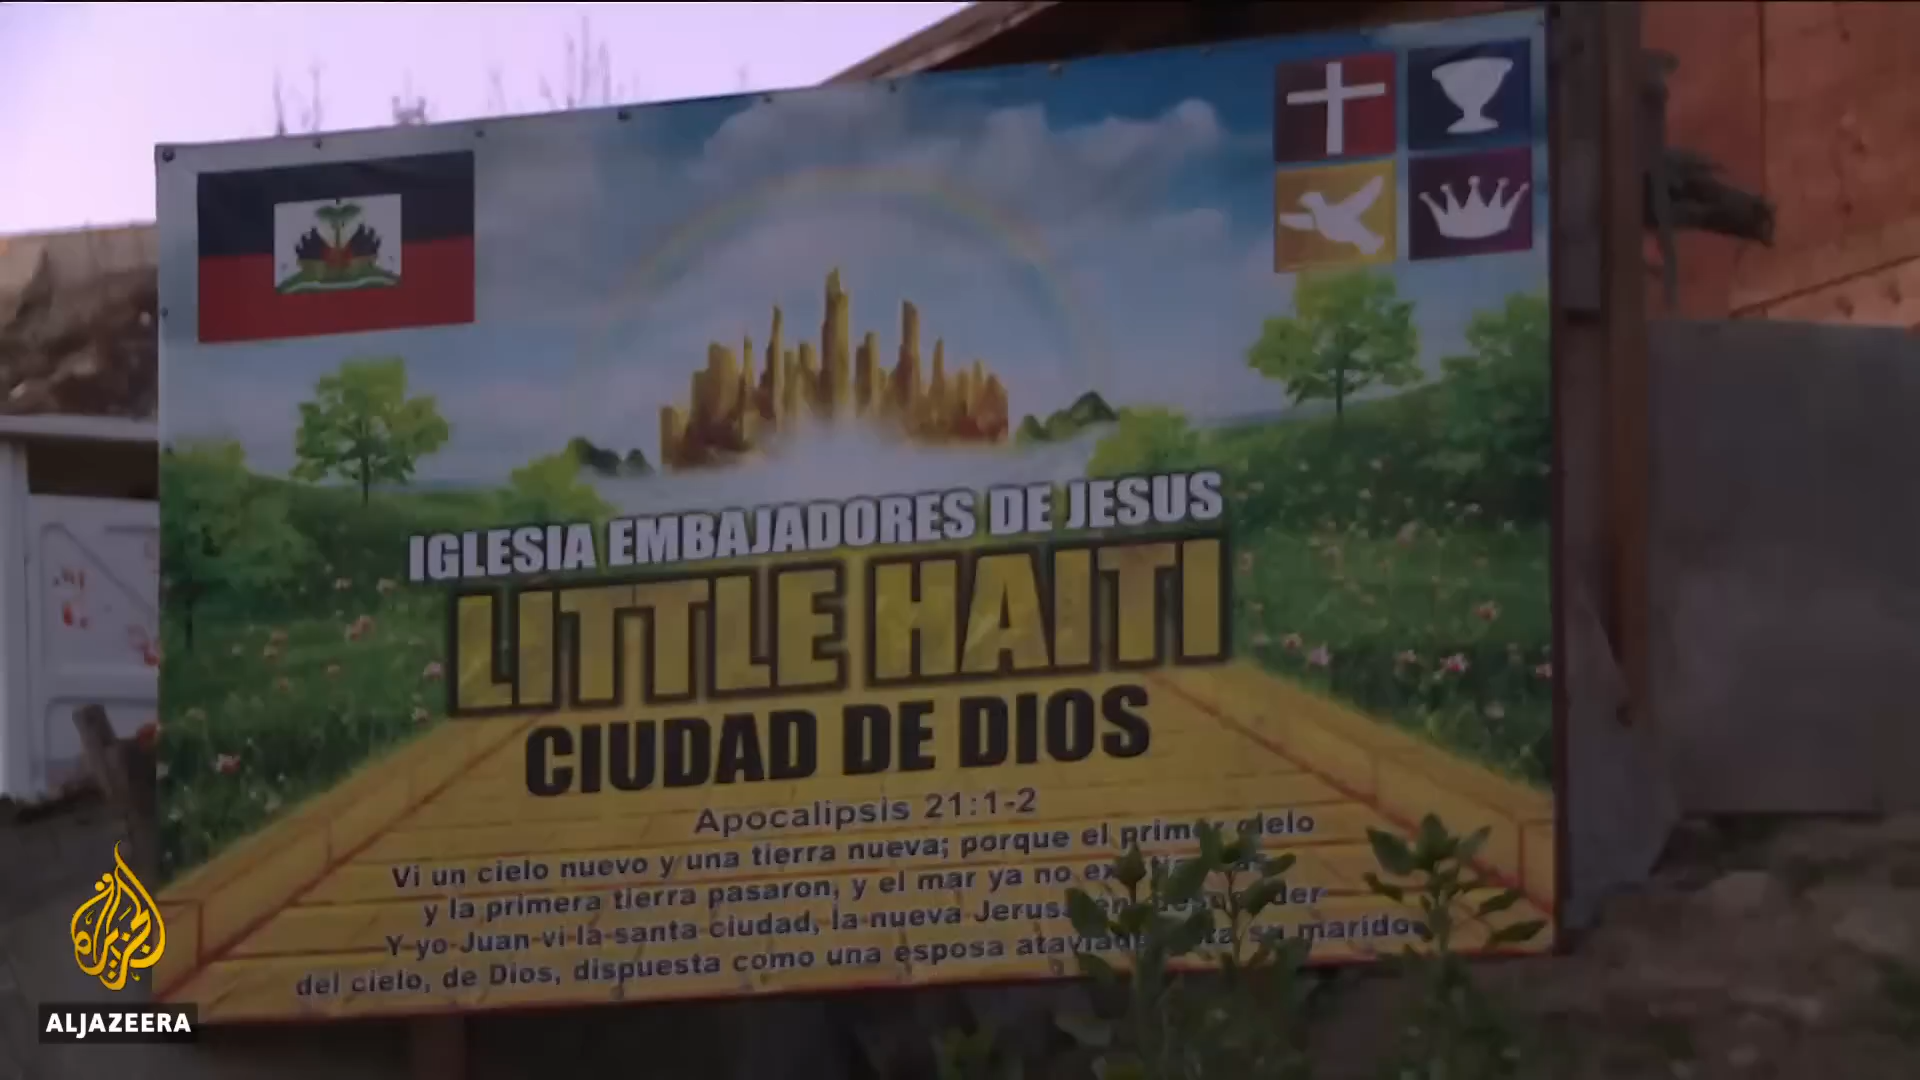 IGLESIA EMBAJADORES DE JESUS
LITTLE HAITI
CIUDAD DE DIOS
Apocalipsis 21:1-2
Vi un cielo nuevo y una tierra nueva; porque el primer cielo
y la primera tierra pasaron, y el mar ya no
Y yo Juan vi la santa ciudad, la nueva
del cielo, de Dios, dispuesta como una esposa su marido.
ALJAZEERA